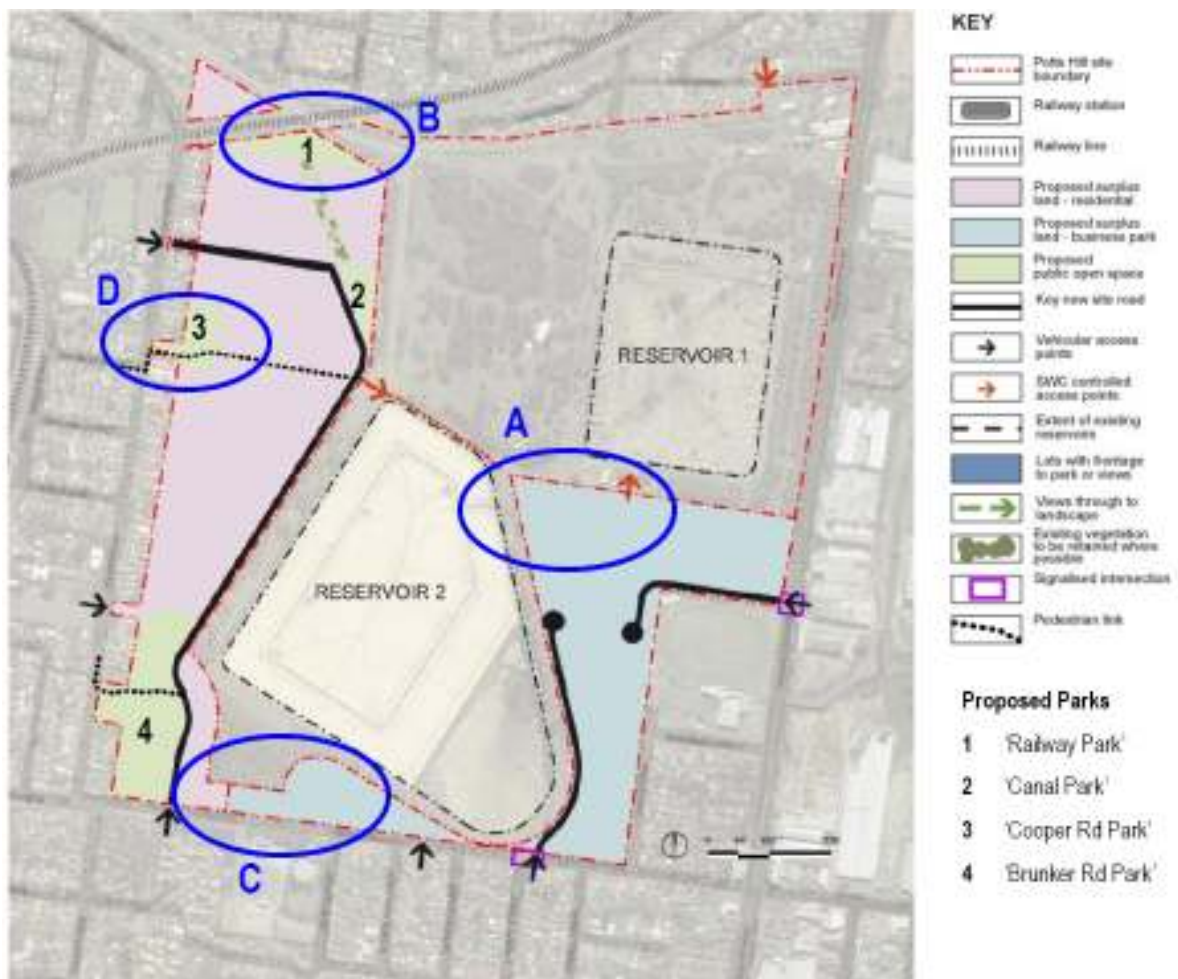 B
1
D
3
2
RESERVOIR 1
A
RESERVOIR 2
4
C
KEY
Potts Hill site
boundary
Railway station
Railway line
Proposed surplus
land - residential
Proposed surplus
land - business park
Proposed
public open space
Key new site road
Vehicular access
points
SWC controlled
access points
Extent of existing
reservoirs
Lots with frontage
to park or views
Views through to
landscape
Existing vegetation
to be retained where
possible
Signalised intersection
Pedestrian link
Proposed Parks
1 'Railway Park'
2 'Canal Park'
3 'Cooper Rd Park'
4 'Brunker Rd Park'